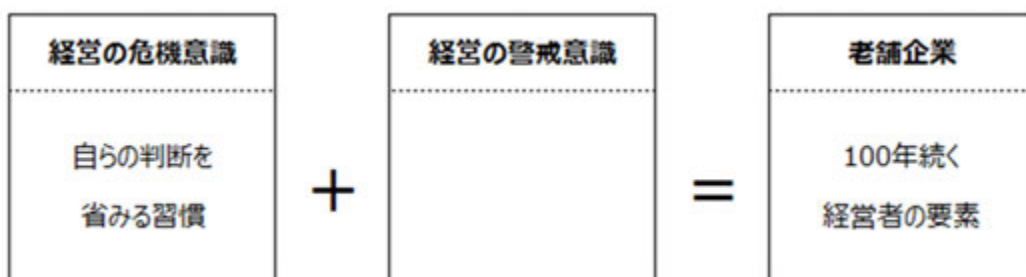 経営の危機意識
自らの判断を
省みる習慣
+
経営の警戒意識
=
老舗企業
100年続く
経営者の要素